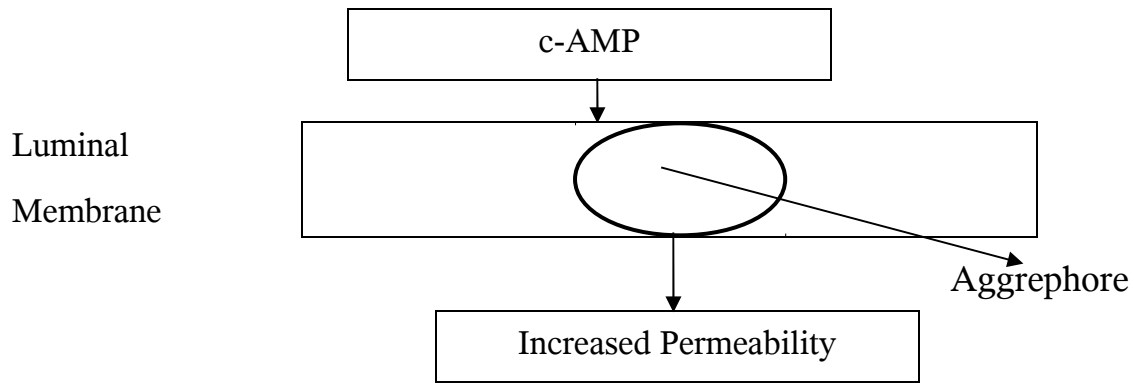 c-AMP
Luminal
Membrane
Aggrephore
Increased Permeability